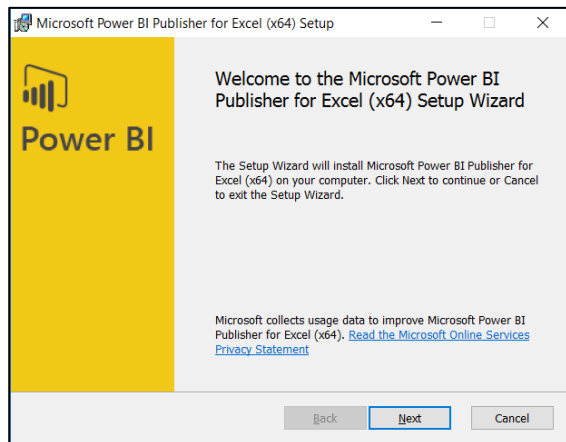 Microsoft Power BI Publisher for Excel (x64) Setup
Power BI
Welcome to the Microsoft Power BI
Publisher for Excel (x64) Setup Wizard
The Setup Wizard will install Microsoft Power BI Publisher for
Excel (x64) on your computer. Click Next to continue or Cancel
to exit the Setup Wizard.
Microsoft collects usage data to improve Microsoft Power BI
Publisher for Excel (x64). Read the Microsoft Online Services
Privacy Statement
Back Next Cancel